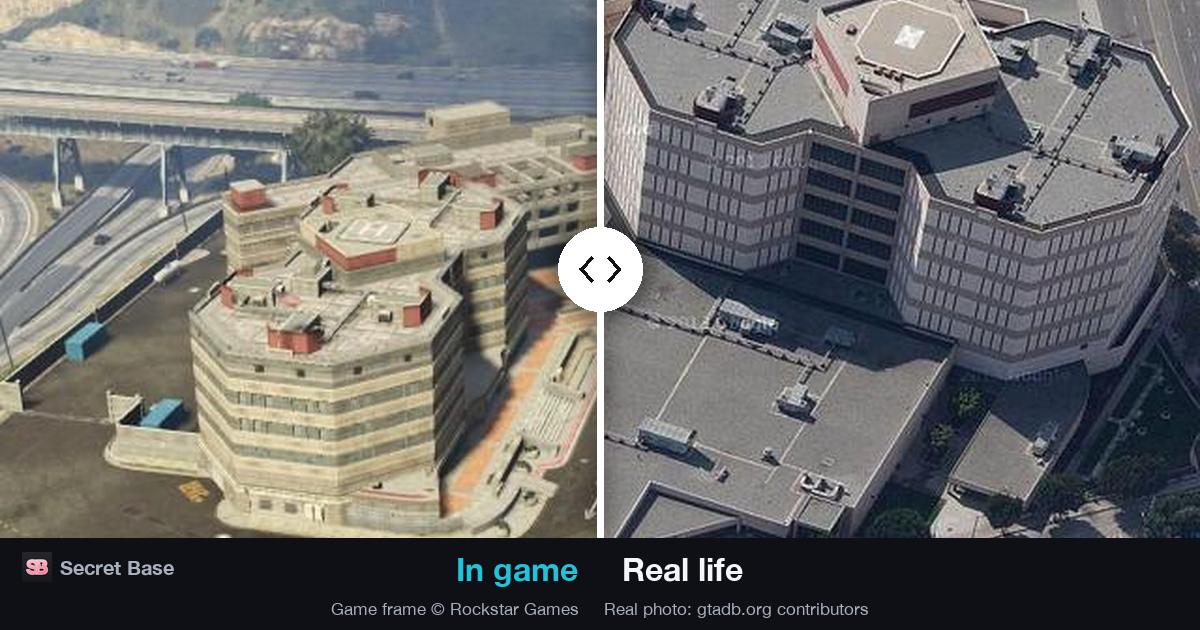 SB Secret Base
In game
Real life
Game frame © Rockstar Games
Real photo: gtadb.org contributors